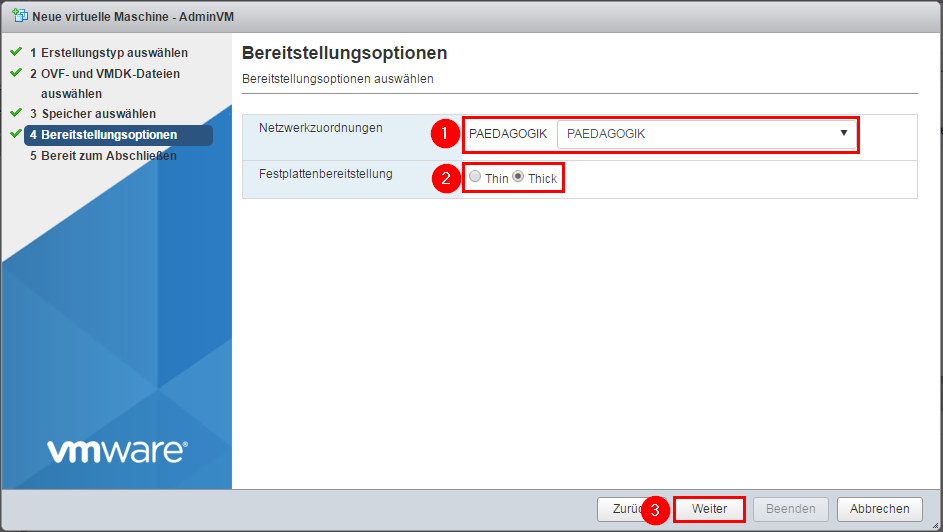 Neue virtuelle Maschine - AdminVM
1 Erstellungstyp auswählen
2 OVF- und VMDK-Dateien
auswählen
3 Speicher auswählen
4 Bereitstellungsoptionen
5 Bereit zum Abschließen
vmware®
Bereitstellungsoptionen
Bereitstellungsoptionen auswählen
Netzwerkzuordnungen 1 PAEDAGOGIK PAEDAGOGIK
Festplattenbereitstellung 2 Thin Thick
3 Weiter Beenden Abbrechen